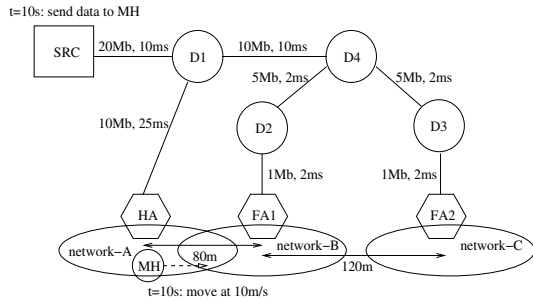 t=10s: send data to MH
SRC
20Mb, 10ms
D1
10Mb, 10ms
D4
5Mb, 2ms
5Mb, 2ms
10Mb, 25ms
D2
D3
1Mb, 2ms
1Mb, 2ms
HA
FA1
FA2
network-A
80m
network-B
network-C
MH
120m
t=10s: move at 10m/s